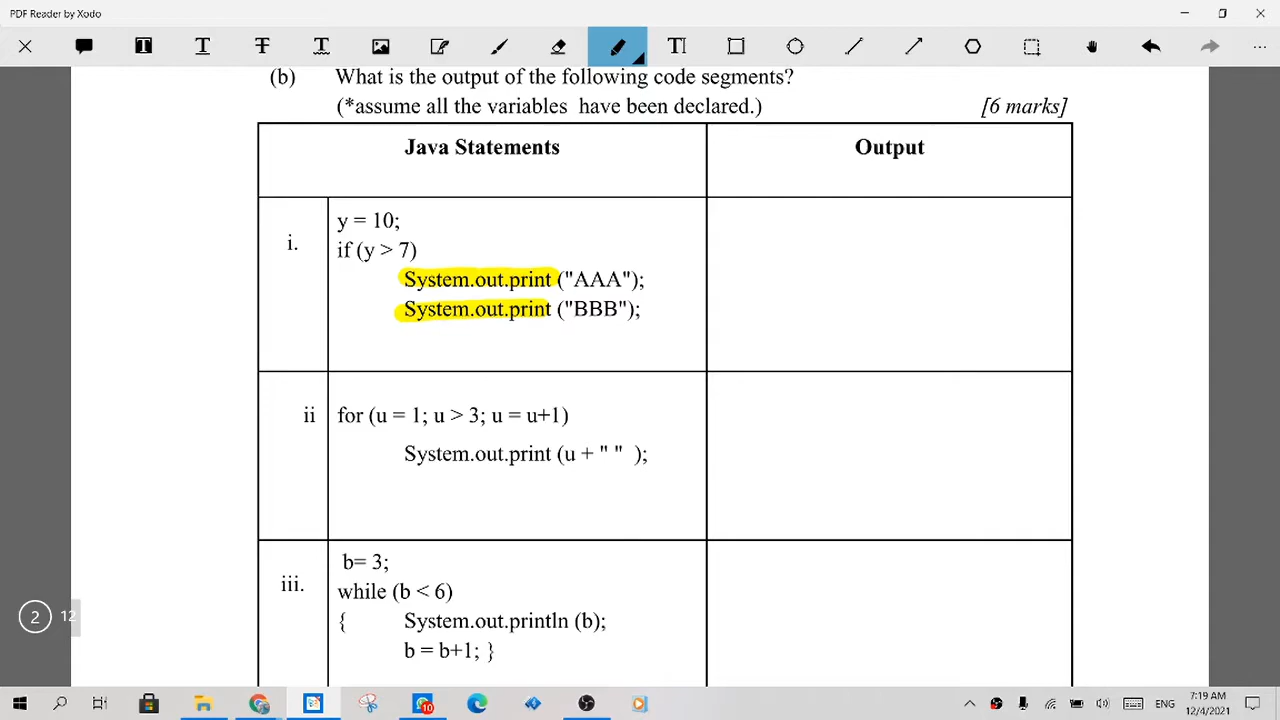 PDF Reader by Xodo
(b) What is the output of the following code segments?
(*assume all the variables have been declared.) [6 marks]
Java Statements Output
i. y = 10;
if (y > 7)
System.out.print ("AAA");
System.out.print ("BBB");
ii for (u = 1; u > 3; u = u+1)
System.out.print (u + " " );
iii. b= 3;
while (b < 6)
{ System.out.println (b);
b = b+1; }
2 12
10
ENG
7:19 AM
12/4/2021